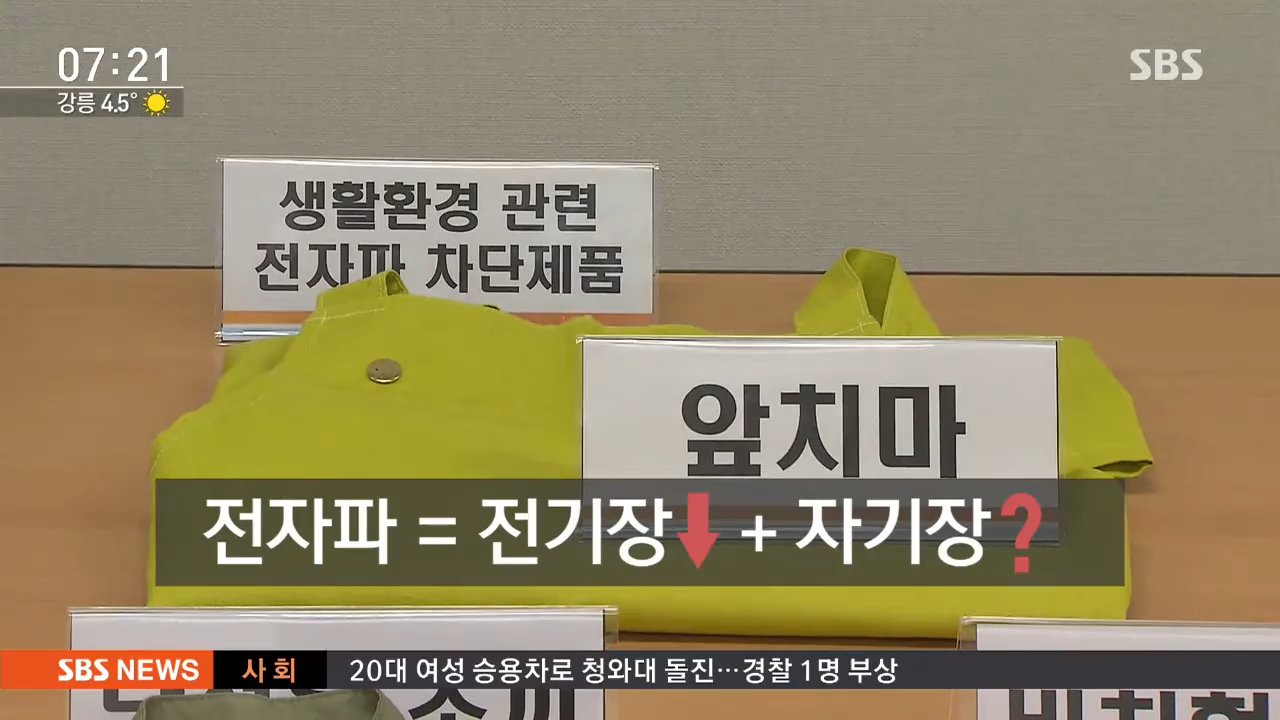 07:21
강릉 4.5°
SBS
생활환경 관련
전자파 차단제품
앞치마
전자파 = 전기장 + 자기장?
SBS NEWS
사회
20대 여성 승용차로 청와대 돌진…경찰 1명 부상